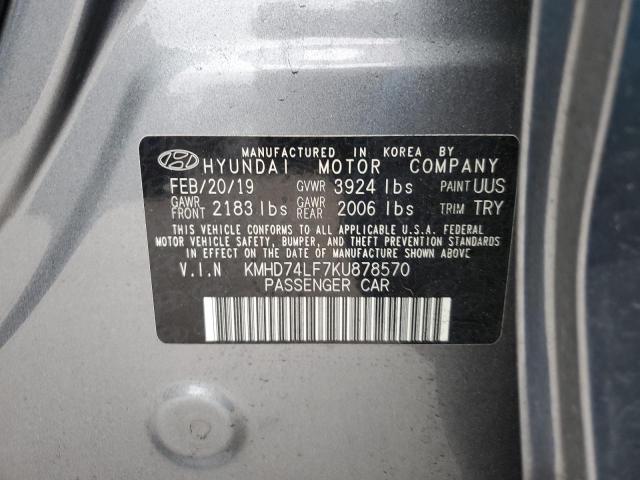 MANUFACTURED IN KOREA BY
HYUNDAI MOTOR COMPANY
FEB/20/19 GVWR 3924 lbs PAINT UUS
GAWR FRONT 2183 lbs GAWR REAR 2006 lbs TRIM TRY
THIS VEHICLE CONFORMS TO ALL APPLICABLE U.S.A. FEDERAL
MOTOR VEHICLE SAFETY, BUMPER, AND THEFT PREVENTION
STANDARDS IN EFFECT ON THE DATE OF MANUFACTURE SHOWN ABOVE.
V.I.N KMHD74LF7KU878570
PASSENGER CAR